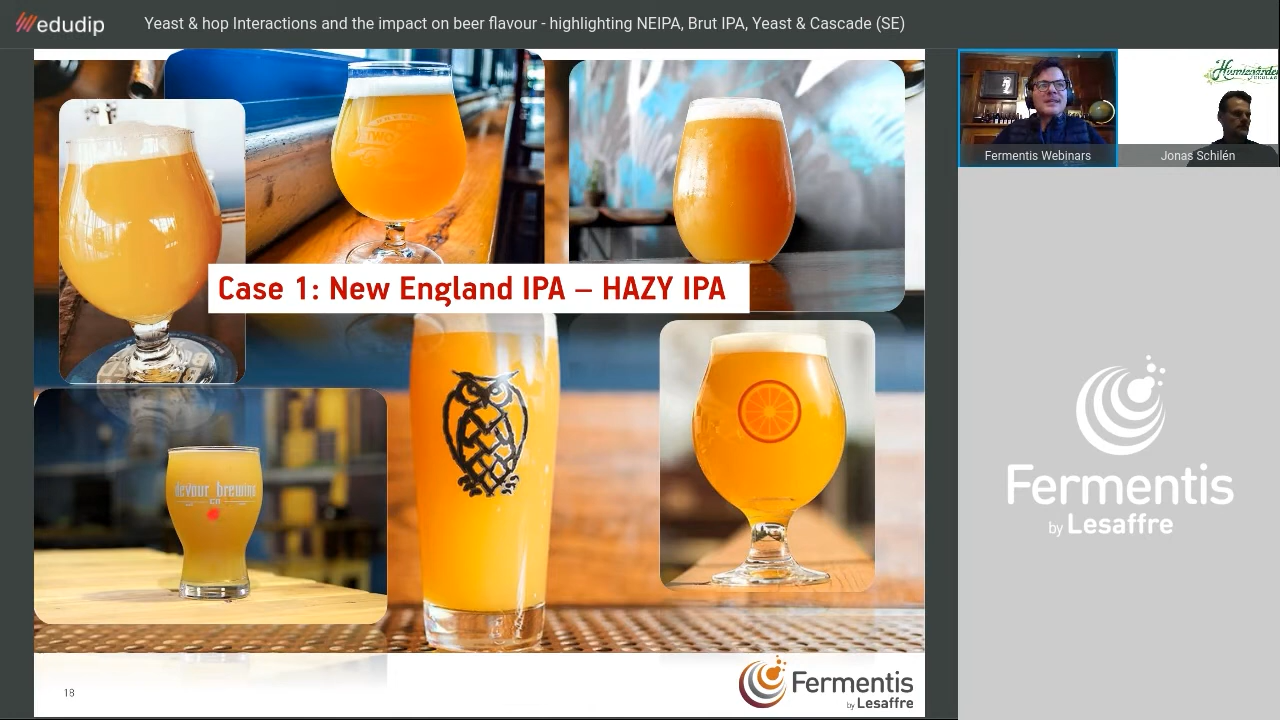 edudip
Yeast & hop Interactions and the impact on beer flavour - highlighting NEIPA, Brut IPA, Yeast & Cascade (SE)
Fermentis Webinars
Jonas Schilén
TWO
Case 1: New England IPA – HAZY IPA
devour brewing
CO
Fermentis
by Lesaffre
18
Fermentis
by Lesaffre